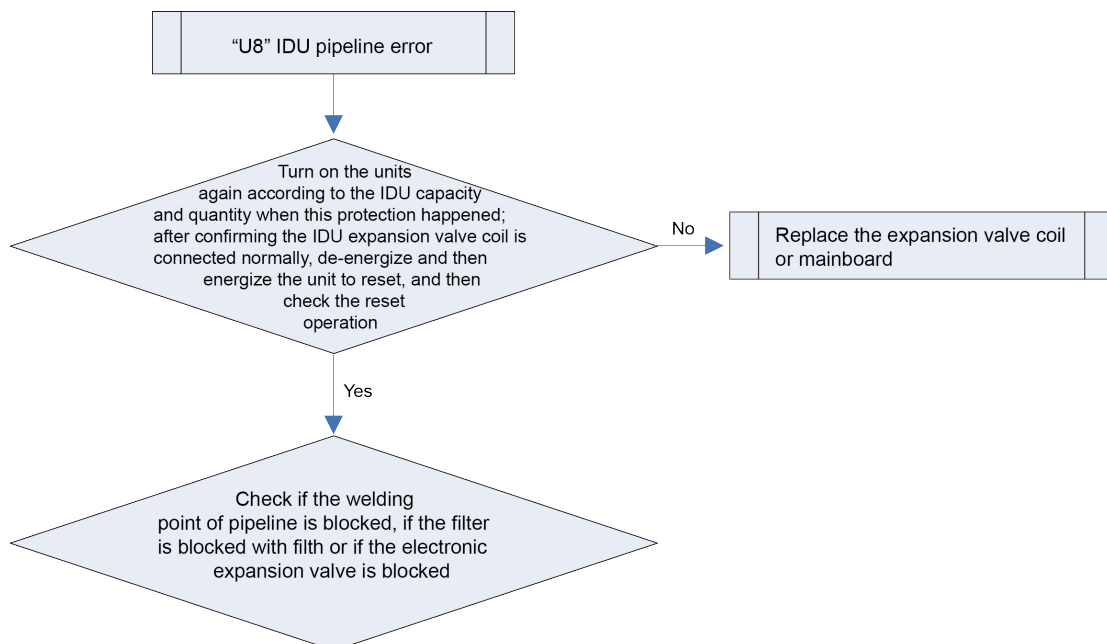 “U8” IDU pipeline error
Turn on the units
again according to the IDU capacity
and quantity when this protection happened;
after confirming the IDU expansion valve coil is
connected normally, de-energize and then
energize the unit to reset, and then
check the reset
operation
No
Replace the expansion valve coil
or mainboard
Yes
Check if the welding
point of pipeline is blocked, if the filter
is blocked with filth or if the electronic
expansion valve is blocked